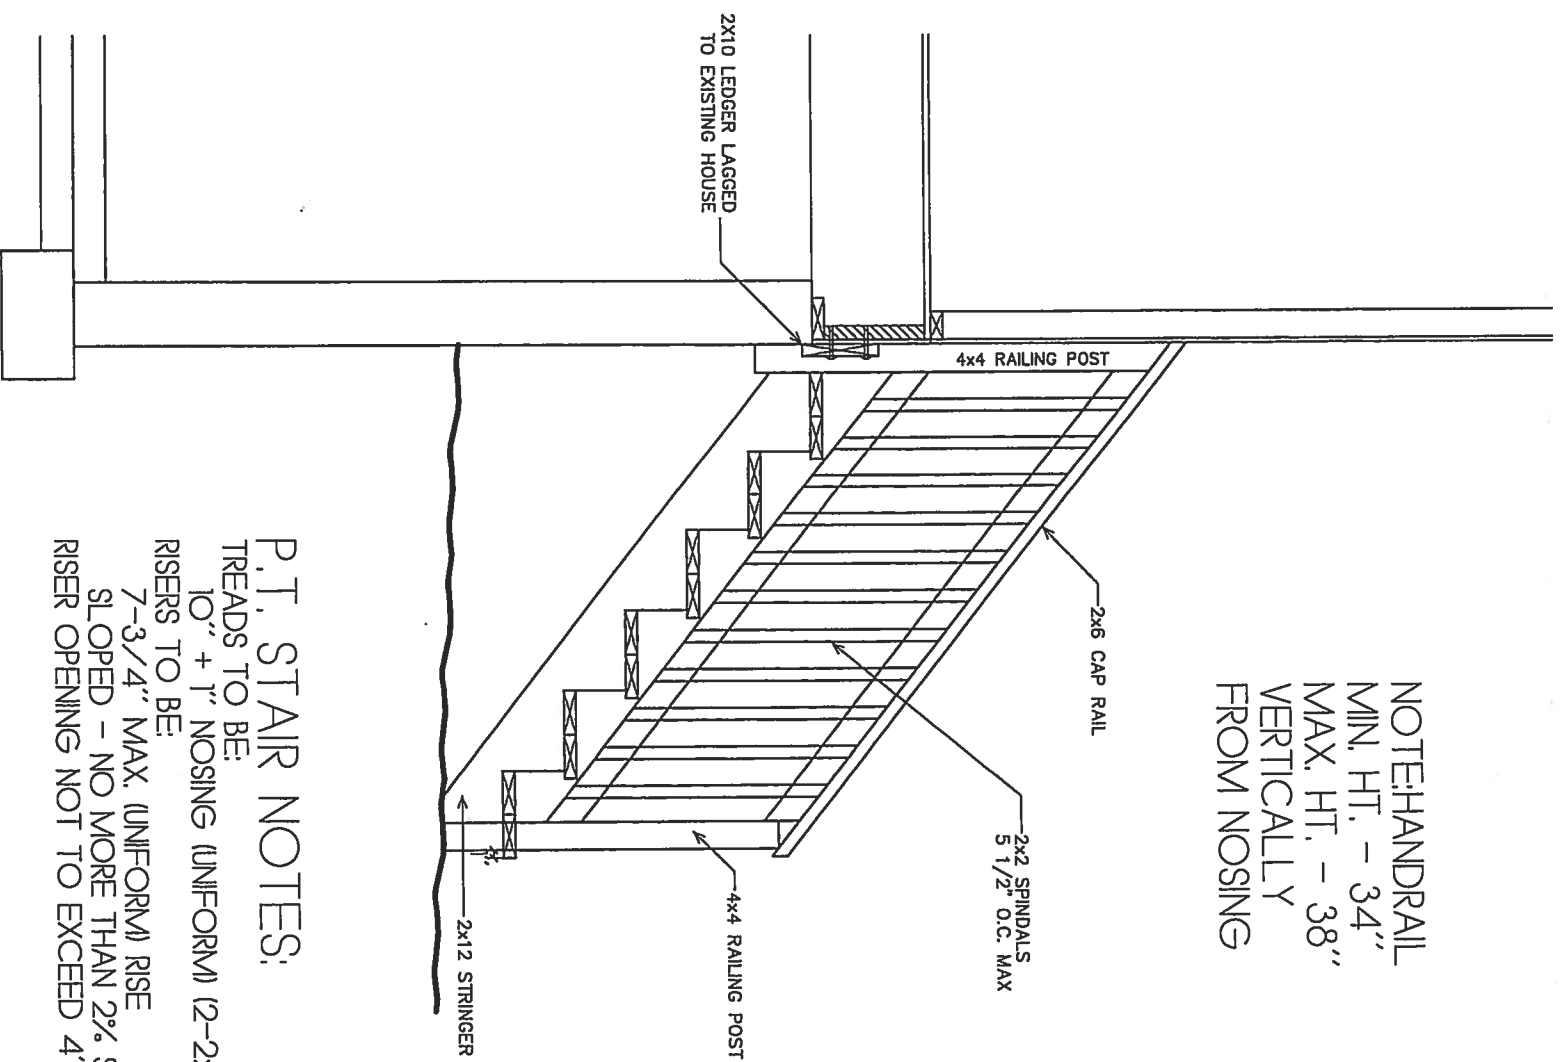 NOTE:HANDRAIL
MIN. HT. - 34"
MAX. HT. - 38"
VERTICALLY
FROM NOSING
4x4 RAILING POST
2x6 CAP RAIL
2x2 SPINDALS
5 1/2" O.C. MAX
2X10 LEDGER LAGGED
TO EXISTING HOUSE
4x4 RAILING POST
2x12 STRINGER
P.T. STAIR NOTES:
TREADS TO BE:
10" + 1" NOSING (UNIFORM)
RISERS TO BE:
7-3/4" MAX. (UNIFORM) RISE
SLOPED - NO MORE THAN 2%
RISER OPENING NOT TO EXCEED 4"